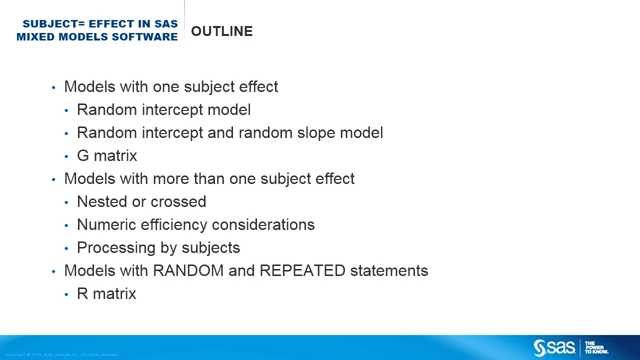 SUBJECT= EFFECT IN SAS
MIXED MODELS SOFTWARE
OUTLINE
• Models with one subject effect
• Random intercept model
• Random intercept and random slope model
• G matrix
• Models with more than one subject effect
• Nested or crossed
• Numeric efficiency considerations
• Processing by subjects
• Models with RANDOM and REPEATED statements
• R matrix
sas
THE
POWER
TO KNOW.